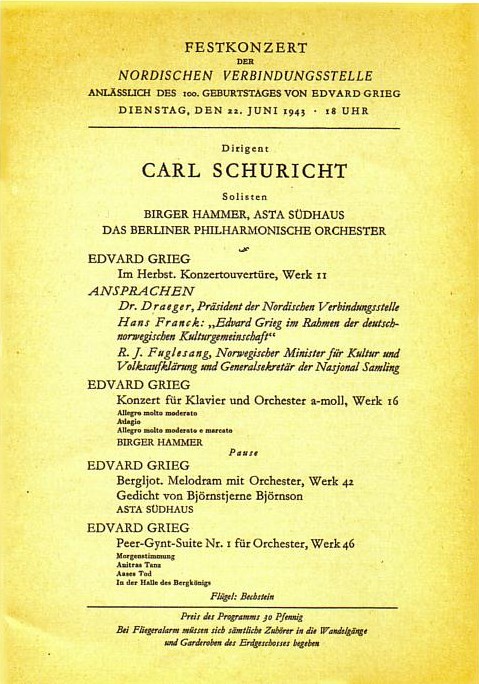 FESTKONZERT
DER
NORDISCHEN VERBINDUNGSSTELLE
ANLÄSSLICH DES 100. GEBURTSTAGES VON EDVARD GRIEG
DIENSTAG, DEN 22. JUNI 1943 · 18 UHR
Dirigent
CARL SCHURICHT
Solisten
BIRGER HAMMER, ASTA SÜDHAUS
DAS BERLINER PHILHARMONISCHE ORCHESTER
EDVARD GRIEG
Im Herbst. Konzertouvertüre, Werk 11
ANSPRACHEN
Dr. Draeger, Präsident der Nordischen Verbindungsstelle
Hans Franck: „Edvard Grieg im Rahmen der deutsch-
norwegischen Kulturgemeinschaft“
R. J. Fuglesang, Norwegischer Minister für Kultur und
Volksaufklärung und Generalsekretär der Nasjonal Samling
EDVARD GRIEG
Konzert für Klavier und Orchester a-moll, Werk 16
Allegro molto moderato
Adagio
Allegro molto moderato e marcato
BIRGER HAMMER
Pause
EDVARD GRIEG
Bergljot. Melodram mit Orchester, Werk 42
Gedicht von Björnstjerne Björnson
ASTA SÜDHAUS
EDVARD GRIEG
Peer-Gynt-Suite Nr. 1 für Orchester, Werk 46
Morgenstimmung
Anitras Tanz
Aases Tod
In der Halle des Bergkönigs
Flügel: Bechstein
Preis des Programms 30 Pfennig
Bei Fliegeralarm müssen sich sämtliche Zuhörer in die Wandelgänge
und Garderoben des Erdgeschosses begeben